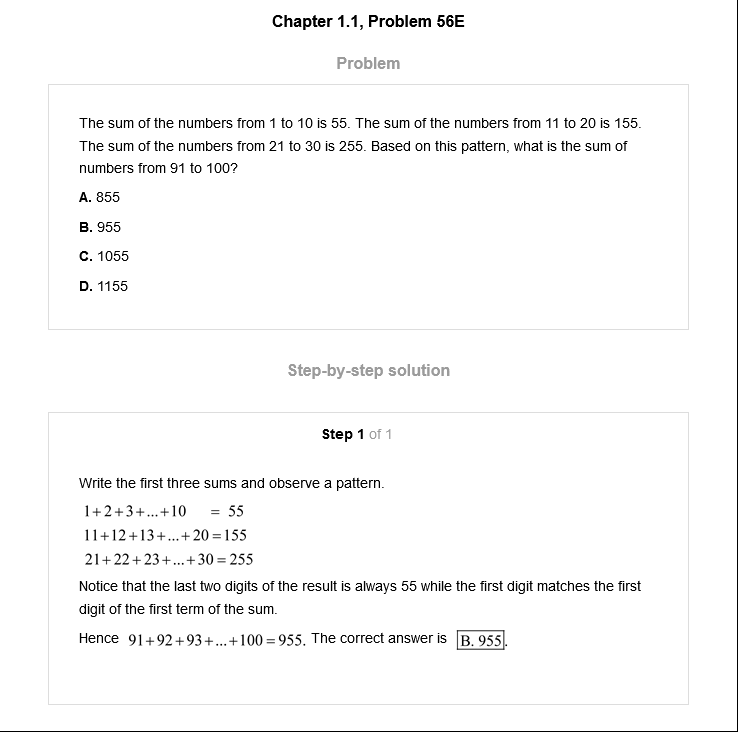 Chapter 1.1, Problem 56E
Problem
The sum of the numbers from 1 to 10 is 55. The sum of the numbers from 11 to 20 is 155.
The sum of the numbers from 21 to 30 is 255. Based on this pattern, what is the sum of
numbers from 91 to 100?
A. 855
B. 955
C. 1055
D. 1155
Step-by-step solution
Step 1 of 1
Write the first three sums and observe a pattern.
1+2+3+...+10 = 55
11+12+13+...+20=155
21+22+23+...+30=255
Notice that the last two digits of the result is always 55 while the first digit matches the first
digit of the first term of the sum.
Hence 91+92+93+...+100=955. The correct answer is B. 955.